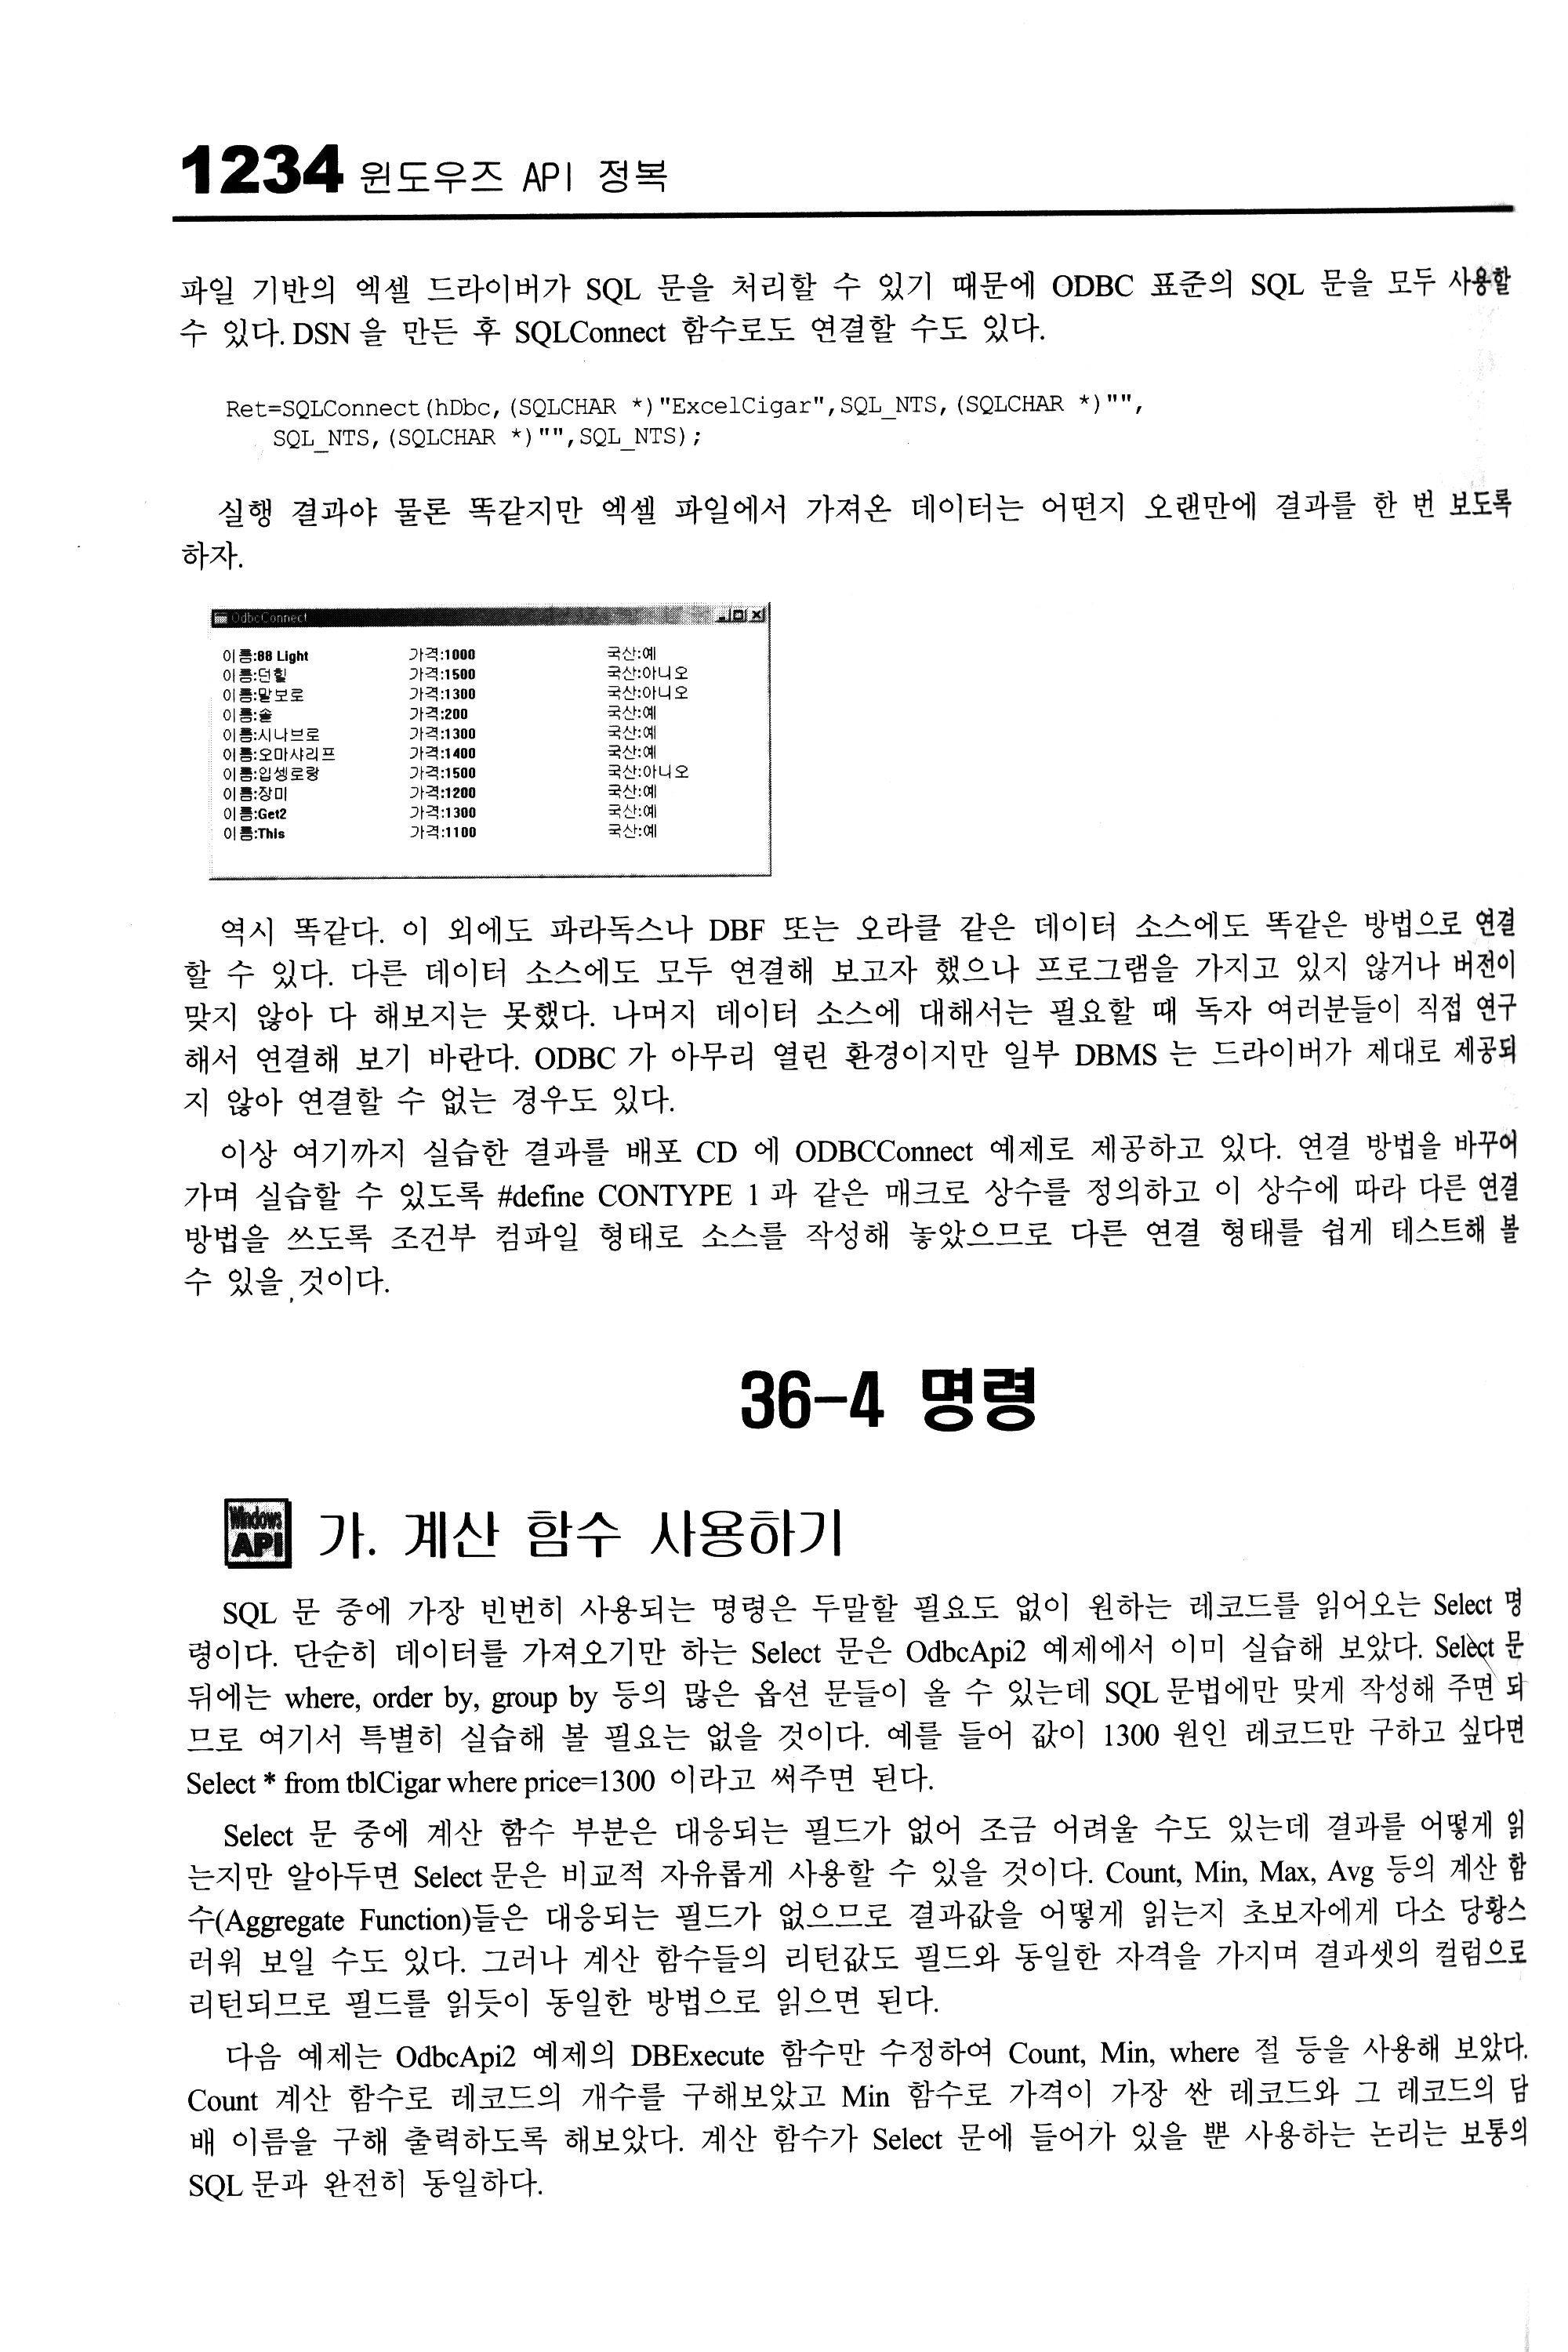 1234 윈도우즈 API 정복
파일 기반의 엑셀 드라이버가 SQL 문을 처리할 수 있기 때문에 ODBC 표준의 SQL 문을 모두 사용할
수 있다. DSN 을 만든 후 SQLConnect 함수로도 연결할 수도 있다.
Ret=SQLConnect(hDbc,(SQLCHAR *)"ExcelCigar",SQL_NTS,(SQLCHAR *)"",
SQL_NTS,(SQLCHAR *)"",SQL_NTS);
실행 결과야 물론 똑같지만 엑셀 파일에서 가져온 데이터는 어떤지 오랜만에 결과를 한 번 보도록
하자.
OdbcConnect
이름:88 Light 가격:1000 국산:예
이름:던힐 가격:1500 국산:아니오
이름:말보로 가격:1300 국산:아니오
이름:솔 가격:200 국산:예
이름:시나브로 가격:1300 국산:예
이름:오마샤리프 가격:1400 국산:예
이름:입셍로랑 가격:1500 국산:아니오
이름:장미 가격:1200 국산:예
이름:Get2 가격:1300 국산:예
이름:This 가격:1100 국산:예
역시 똑같다. 이 외에도 파라독스나 DBF 또는 오라클 같은 데이터 소스에도 똑같은 방법으로 연결
할 수 있다. 다른 데이터 소스에도 모두 연결해 보고자 했으나 프로그램을 가지고 있지 않거나 버전이
맞지 않아 다 해보지는 못했다. 나머지 데이터 소스에 대해서는 필요할 때 독자 여러분들이 직접 연구
해서 연결해 보기 바란다. ODBC 가 아무리 열린 환경이지만 일부 DBMS 는 드라이버가 제대로 제공되
지 않아 연결할 수 없는 경우도 있다.
이상 여기까지 실습한 결과를 배포 CD 에 ODBCConnect 예제로 제공하고 있다. 연결 방법을 바꾸어
가며 실습할 수 있도록 #define CONTYPE 1 과 같은 매크로 상수를 정의하고 이 상수에 따라 다른 연결
방법을 쓰도록 조건부 컴파일 형태로 소스를 작성해 놓았으므로 다른 연결 형태를 쉽게 테스트해 볼
수 있을 것이다.
36-4 명령
Windows
API
가. 계산 함수 사용하기
SQL 문 중에 가장 빈번히 사용되는 명령은 두말할 필요도 없이 원하는 레코드를 읽어오는 Select 명
령이다. 단순히 데이터를 가져오기만 하는 Select 문은 OdbcApi2 예제에서 이미 실습해 보았다. Select 문
뒤에는 where, order by, group by 등의 많은 옵션 문들이 올 수 있는데 SQL 문법에만 맞게 작성해 주면 되
므로 여기서 특별히 실습해 볼 필요는 없을 것이다. 예를 들어 값이 1300 원인 레코드만 구하고 싶다면
Select * from tblCigar where price=1300 이라고 써주면 된다.
Select 문 중에 계산 함수 부분은 대응되는 필드가 없어 조금 어려울 수도 있는데 결과를 어떻게 읽
는지만 알아두면 Select 문은 비교적 자유롭게 사용할 수 있을 것이다. Count, Min, Max, Avg 등의 계산 함
수(Aggregate Function)들은 대응되는 필드가 없으므로 결과값을 어떻게 읽는지 초보자에게 다소 당황스
러워 보일 수도 있다. 그러나 계산 함수들의 리턴값도 필드와 동일한 자격을 가지며 결과셋의 컬럼으로
리턴되므로 필드를 읽듯이 동일한 방법으로 읽으면 된다.
다음 예제는 OdbcApi2 예제의 DBExecute 함수만 수정하여 Count, Min, where 절 등을 사용해 보았다.
Count 계산 함수로 레코드의 개수를 구해보았고 Min 함수로 가격이 가장 싼 레코드와 그 레코드의 담
배 이름을 구해 출력하도록 해보았다. 계산 함수가 Select 문에 들어가 있을 뿐 사용하는 논리는 보통의
SQL 문과 완전히 동일하다.